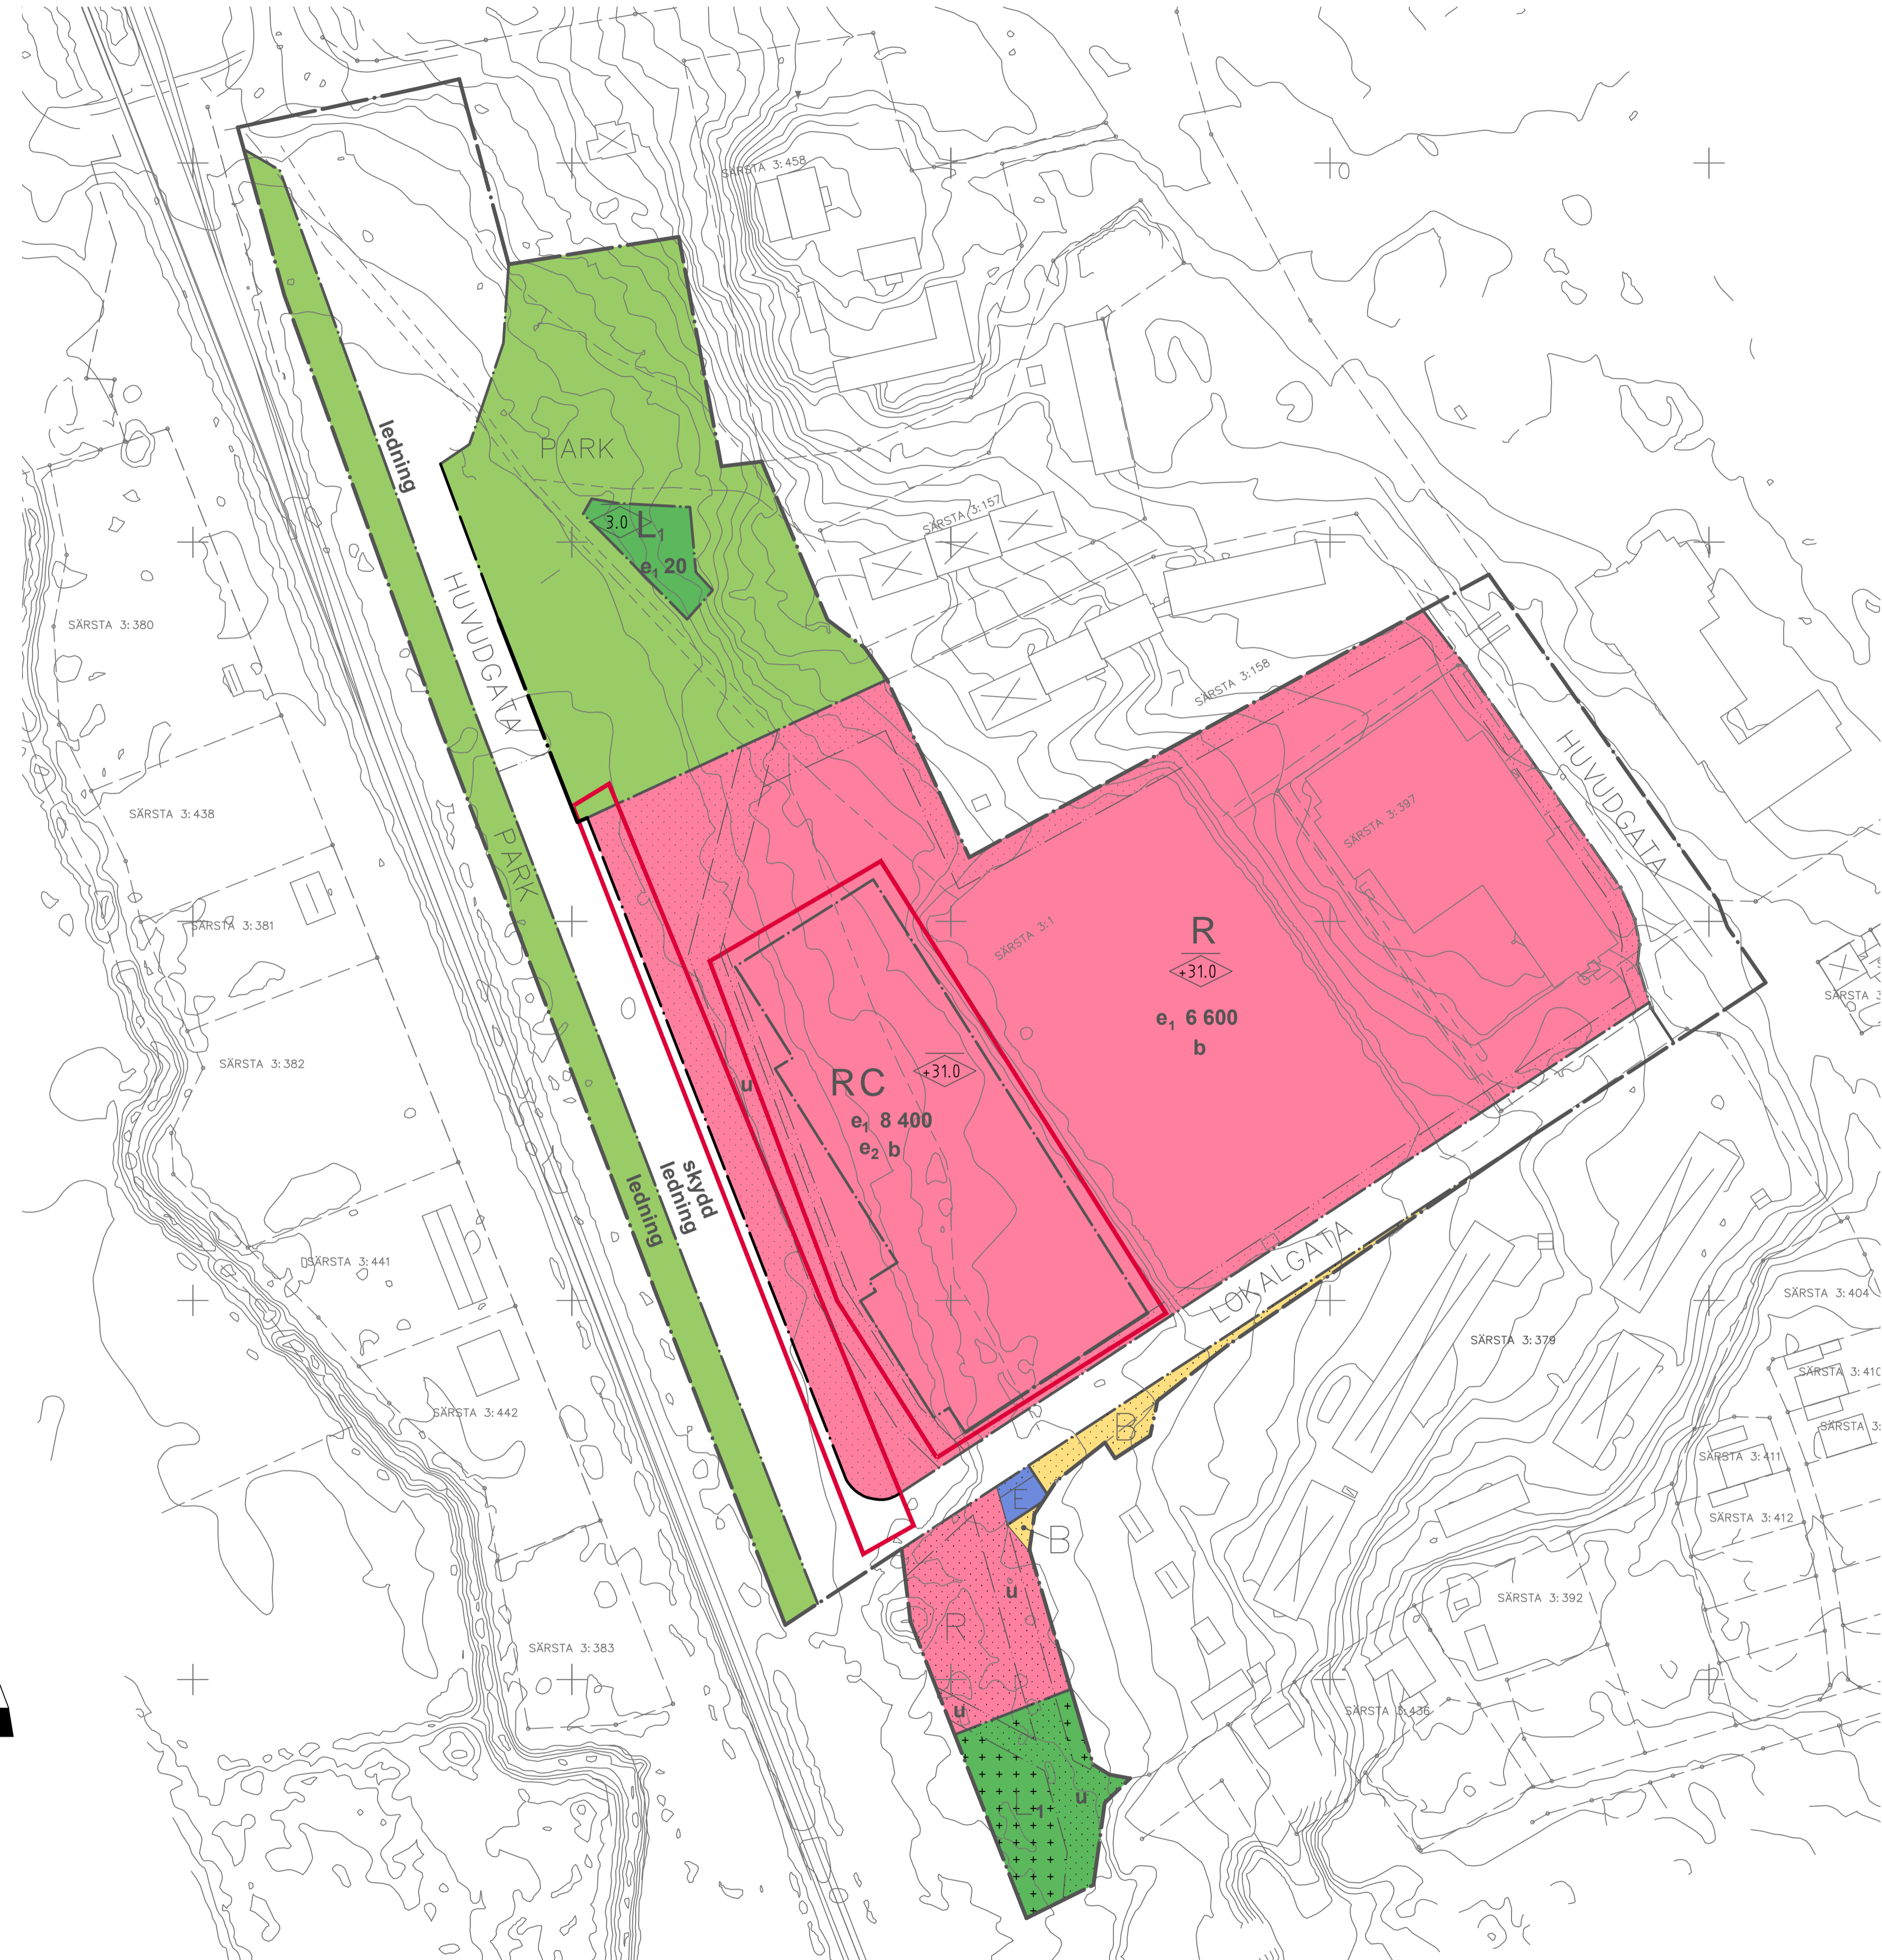 SÄRSTA 3:458
ledning
PARK
3.0
L1
e1 20
SÄRSTA 3:157
HUVUDGATA
SÄRSTA 3:380
SÄRSTA 3:158
HUVUDGATA
SÄRSTA 3:438
SÄRSTA 3:397
PARK
SÄRSTA 3:381
SÄRSTA 3:1
R
+31.0
e1 6 600
b
SÄRSTA 3:382
u
RC
+31.0
e1 8 400
e2 b
skydd
ledning
ledning
SÄRSTA 3:441
LOKALGATA
SÄRSTA 3:404
SÄRSTA 3:379
SÄRSTA 3:410
SÄRSTA 3:442
B
SÄRSTA 3:411
E
SÄRSTA 3:412
B
u
R
SÄRSTA 3:392
SÄRSTA 3:383
u
SÄRSTA 3:436
L1
u